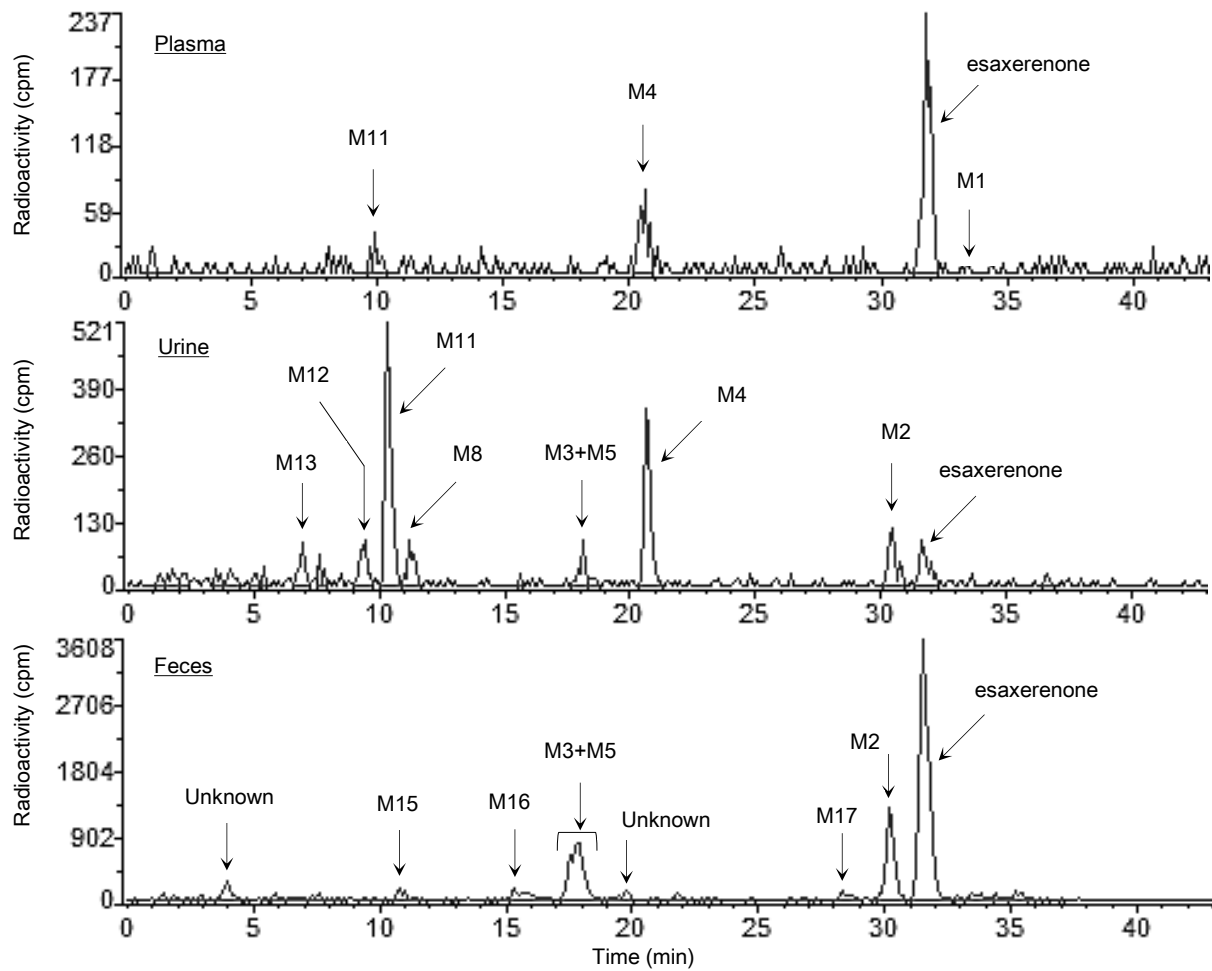 Radioactivity (cpm)
237
177
118
59
0
Plasma
M11
M4
esaxerenone
M1
0 5 10 15 20 25 30 35 40
Radioactivity (cpm)
521
390
260
130
0
Urine
M13
M12
M11
M8
M3+M5
M4
M2
esaxerenone
0 5 10 15 20 25 30 35 40
Radioactivity (cpm)
3608
2706
1804
902
0
Feces
Unknown
M15
M16
M3+M5
Unknown
M17
M2
esaxerenone
0 5 10 15 20 25 30 35 40
Time (min)